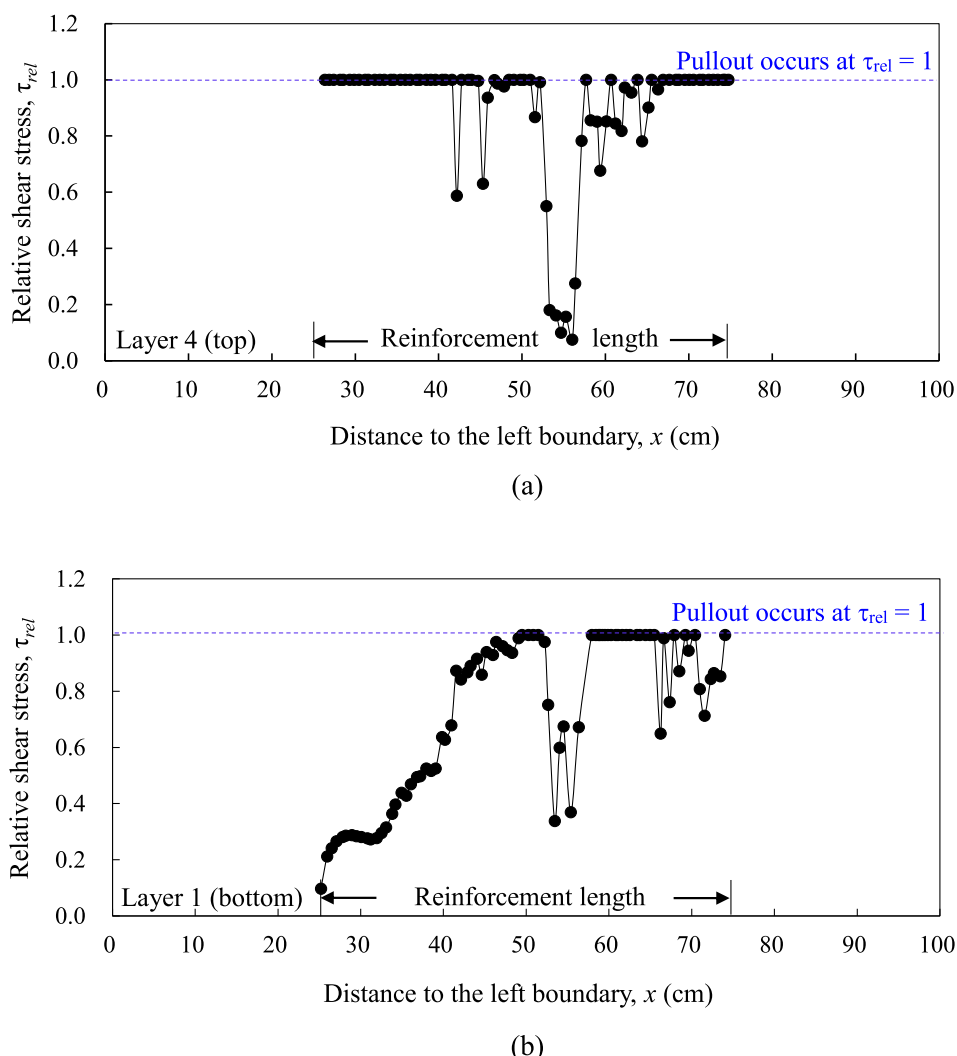 (a)
1.2
Pullout occurs at τrel = 1
1.0
0.8
0.6
0.4
0.2
Layer 4 (top)
Reinforcement length
0.0
0 10 20 30 40 50 60 70 80 90 100
Relative shear stress, τrel
Distance to the left boundary, x (cm)
(a)
1.2
Pullout occurs at τrel = 1
1.0
0.8
0.6
0.4
0.2
Layer 1 (bottom)
Reinforcement length
0.0
0 10 20 30 40 50 60 70 80 90 100
Relative shear stress, τrel
Distance to the left boundary, x (cm)
(b)